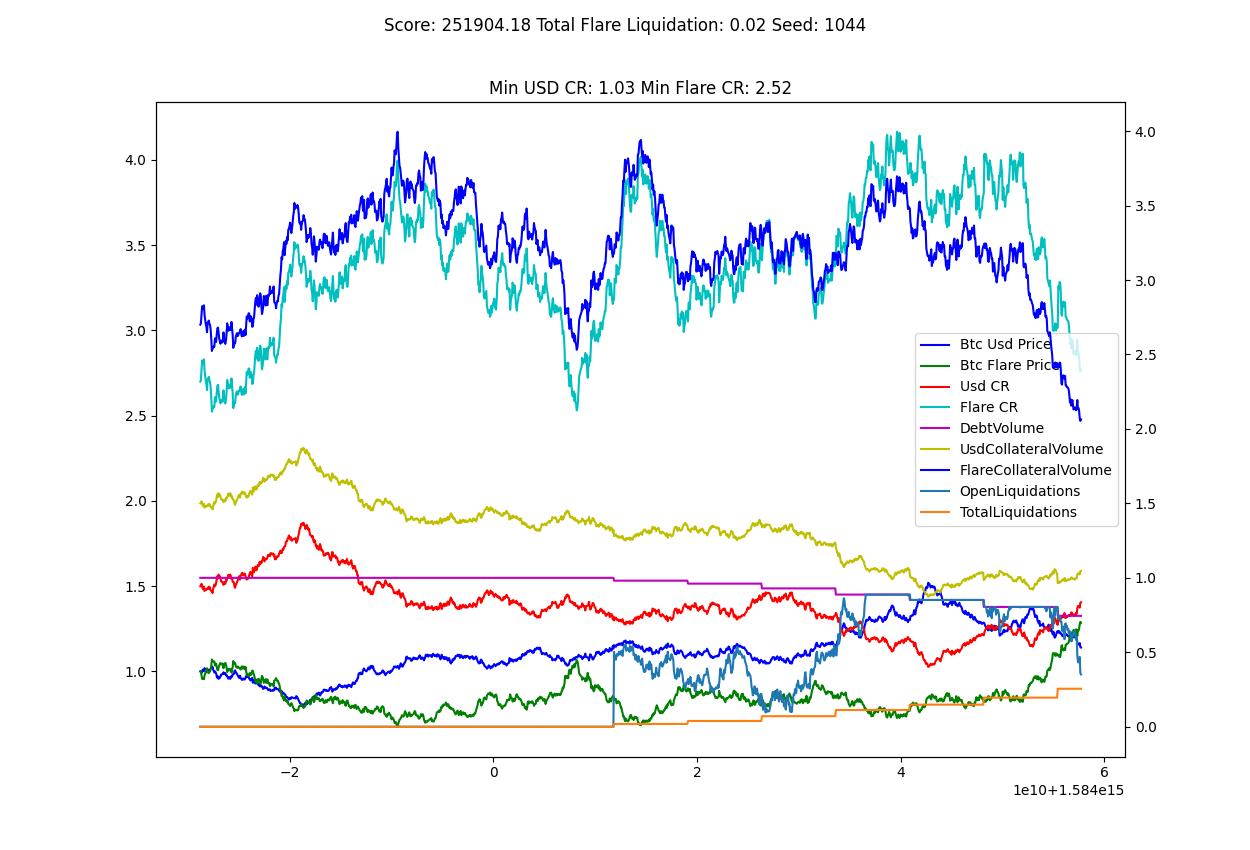 Score: 251904.18 Total Flare Liquidation: 0.02 Seed: 1044
Min USD CR: 1.03 Min Flare CR: 2.52
4.0
3.5
3.0
2.5
2.0
1.5
1.0
4.0
3.5
3.0
2.5
2.0
1.5
1.0
0.5
0.0
Btc Usd Price
Btc Flare Price
Usd CR
Flare CR
DebtVolume
UsdCollateralVolume
FlareCollateralVolume
OpenLiquidations
TotalLiquidations
−2 0 2 4 6
1e10+1.584e15